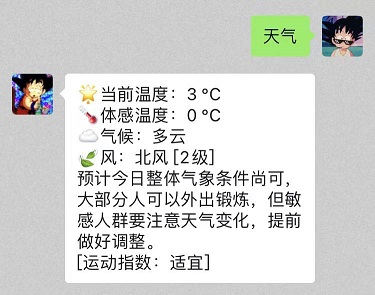 天气
当前温度：3 ℃
体感温度：0 ℃
气候：多云
风：北风 [2级]
预计今日整体气象条件尚可，
大部分人可以外出锻炼，但敏
感人群要注意天气变化，提前
做好调整。
[运动指数：适宜]